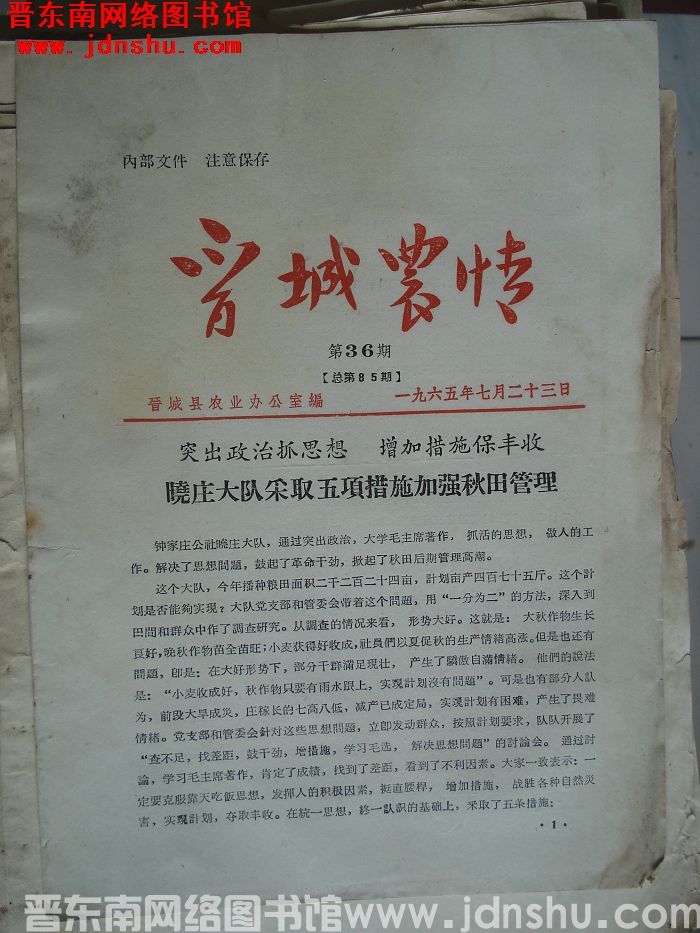 晋东南网络图书馆
www.jdnshu.com
內部文件 注意保存
晋城農情
第36期
【总第85期】
晋城县农业办公室編 一九六五年七月二十三日
突出政治抓思想 增加措施保丰收
曉庄大队采取五項措施加强秋田管理
钟家庄公社曉庄大队，通过突出政治，大学毛主席著作，抓活的思想，做人的工
作。解决了思想問題，鼓起了革命干劲，掀起了秋田后期管理高潮。
这个大队，今年播种粮田面积二千二百二十四亩，計划亩产四百七十五斤。这个計
划是否能夠实現？大队党支部和管委会带着这个問題，用“一分为二”的方法，深入到
田間和群众中作了調查研究。从調查的情况来看，形势大好。这就是：大秋作物生长
良好，晚秋作物苗全苗旺；小麦获得好收成，社員們以夏促秋的生产情緒高涨。但是也还有
問題，卽是：在大好形势下，部分干群滿足現壮，产生了驕傲自滿情緒。他們的說法
是：“小麦收成好，秋作物只要有雨水跟上，实現計划沒有問題”。可是也有部分人队
为，前段大旱成災，庄稼长的七高八低，减产已成定局，实現計划有困难，产生了畏难
情緒。党支部和管委会針对这些思想問題，立卽发动群众，按照計划要求，队队开展了
“查不足，找差距，鼓干劲，增措施，学习毛选，解决思想問題”的討論会。通过討
論，学习毛主席著作，肯定了成績，找到了差距，看到了不利因素。大家一致表示：一
定要克服靠天吃飯思想，发揮人的积极因素，挺直腰桿，增加措施，战胜各种自然災
害，实現計划，夺取丰收。在統一思想，終一訫識的基础上，采取了五条措施：
·1·
晋东南网络图书馆www.jdnshu.com